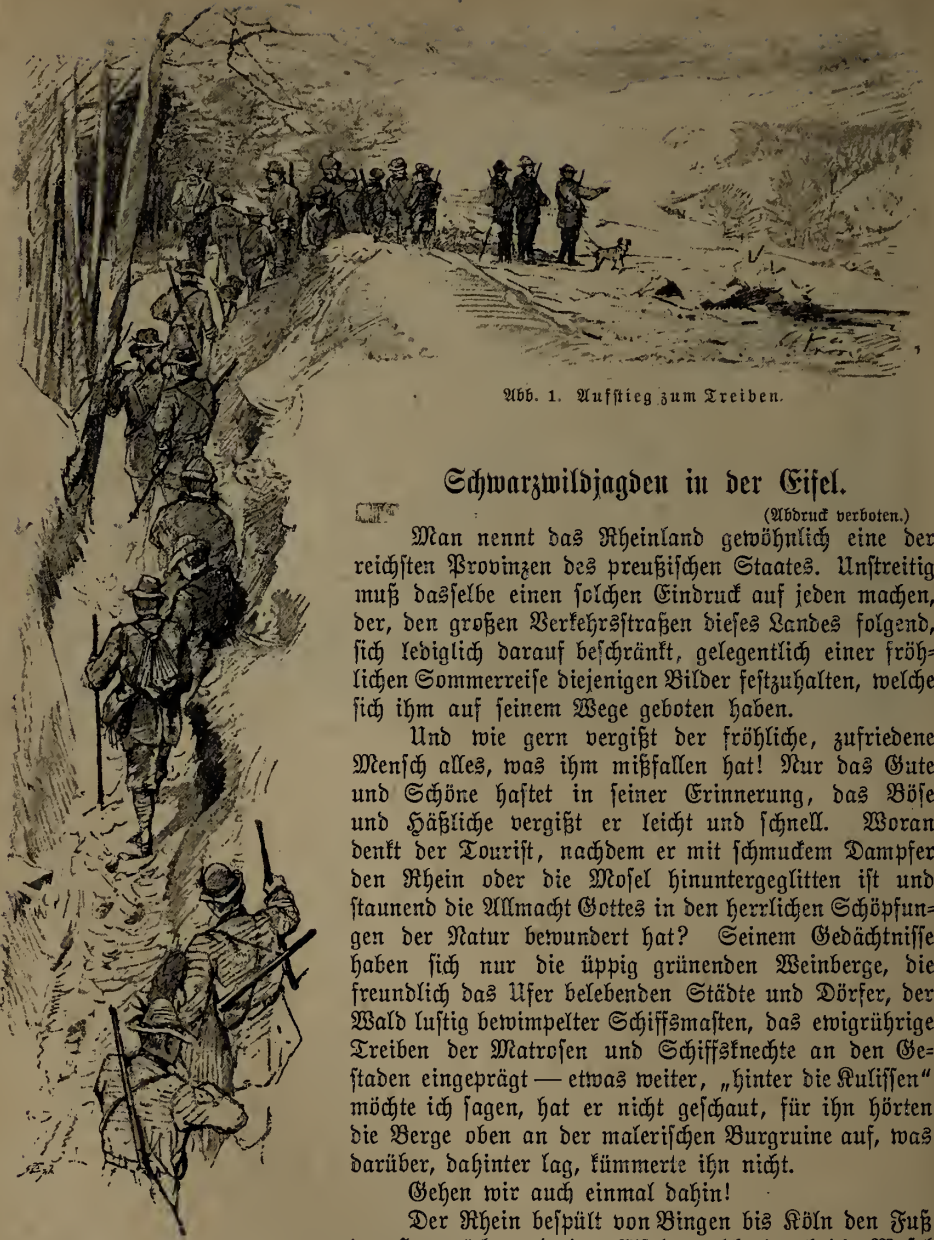 Abb. 1. Aufstieg zum Treiben.
Schwarzwildjagden in der Eifel.
(Abdruck verboten.)
Man nennt das Rheinland gewöhnlich eine der
reichsten Provinzen des preußischen Staates. Unstreitig
muß dasselbe einen solchen Eindruck auf jeden machen,
der, den großen Verkehrsstraßen dieses Landes folgend,
sich lediglich darauf beschränkt, gelegentlich einer fröh=
lichen Sommerreise diejenigen Bilder festzuhalten, welche
sich ihm auf seinem Wege geboten haben.
Und wie gern vergißt der fröhliche, zufriedene
Mensch alles, was ihm mißfallen hat! Nur das Gute
und Schöne haftet in seiner Erinnerung, das Böse
und Häßliche vergißt er leicht und schnell. Woran
denkt der Tourist, nachdem er mit schmuckem Dampfer
den Rhein oder die Mosel hinuntergeglitten ist und
staunend die Allmacht Gottes in den herrlichen Schöpfun=
gen der Natur bewundert hat? Seinem Gedächtnisse
haben sich nur die üppig grünenden Weinberge, die
freundlich das Ufer belebenden Städte und Dörfer, der
Wald lustig bewimpelter Schiffsmasten, das ewigrührige
Treiben der Matrosen und Schiffsknechte an den Ge=
staden eingeprägt — etwas weiter, „hinter die Kulissen“
möchte ich sagen, hat er nicht geschaut, für ihn hörten
die Berge oben an der malerischen Burgruine auf, was
darüber, dahinter lag, kümmerte ihn nicht.
Gehen wir auch einmal dahin!
Der Rhein bespült von Bingen bis Köln den Fuß